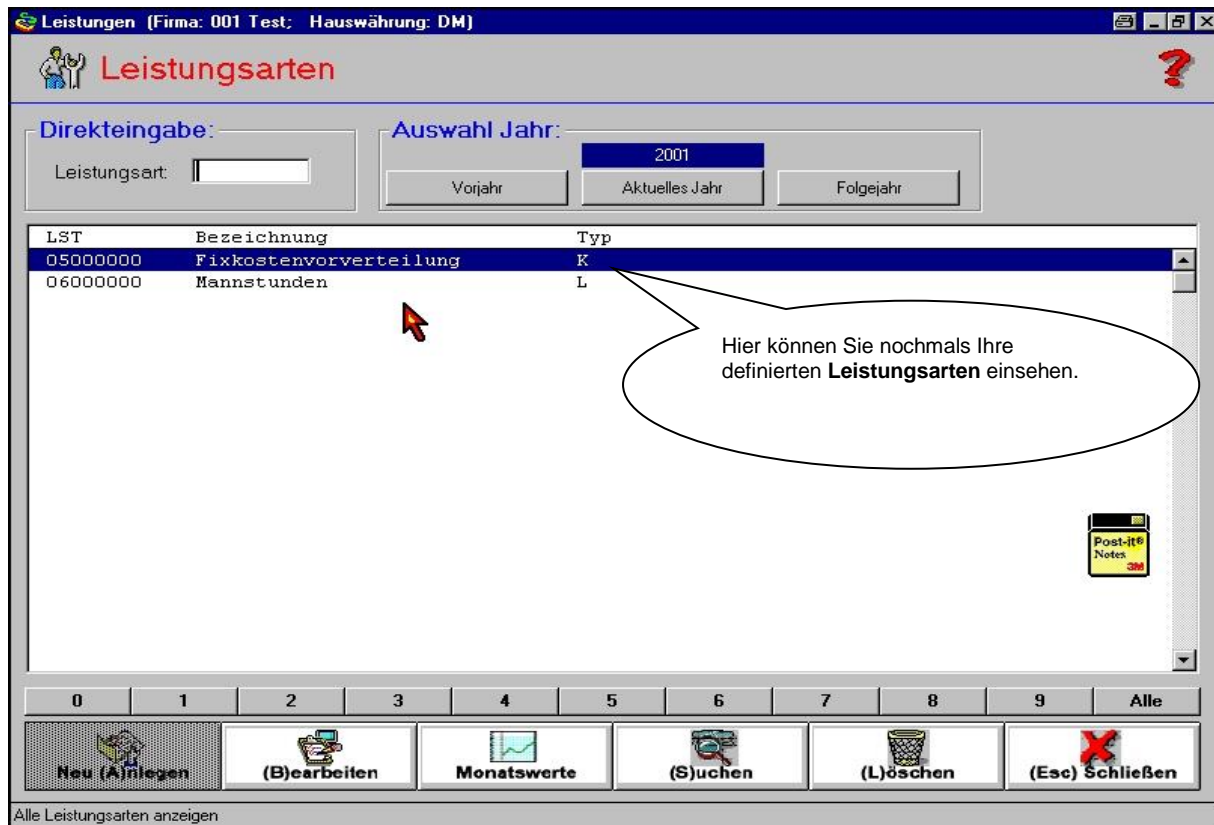 Leistungen (Firma: 001 Test; Hauswährung: DM)
Leistungsarten
Direkteingabe:
Leistungsart:
Auswahl Jahr:
2001
Vorjahr Aktuelles Jahr Folgejahr
LST Bezeichnung Typ
05000000 Fixkostenvorverteilung K
06000000 Mannstunden L
Hier können Sie nochmals Ihre
definierten Leistungsarten einsehen.
Post-it®
Notes
3M
0 1 2 3 4 5 6 7 8 9 Alle
Neu (A)nlegen (B)earbeiten Monatswerte (S)uchen (L)öschen (Esc) Schließen
Alle Leistungsarten anzeigen